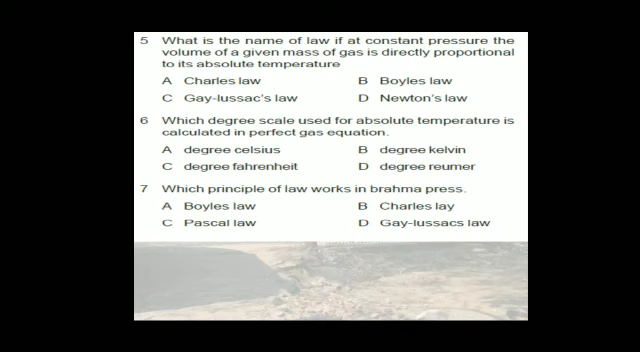 5 What is the name of law if at constant pressure the
volume of a given mass of gas is directly proportional
to its absolute temperature
A Charles law B Boyles law
C Gay-lussac's law D Newton's law
6 Which degree scale used for absolute temperature is
calculated in perfect gas equation.
A degree celsius B degree kelvin
C degree fahrenheit D degree reumer
7 Which principle of law works in brahma press.
A Boyles law B Charles lay
C Pascal law D Gay-lussacs law